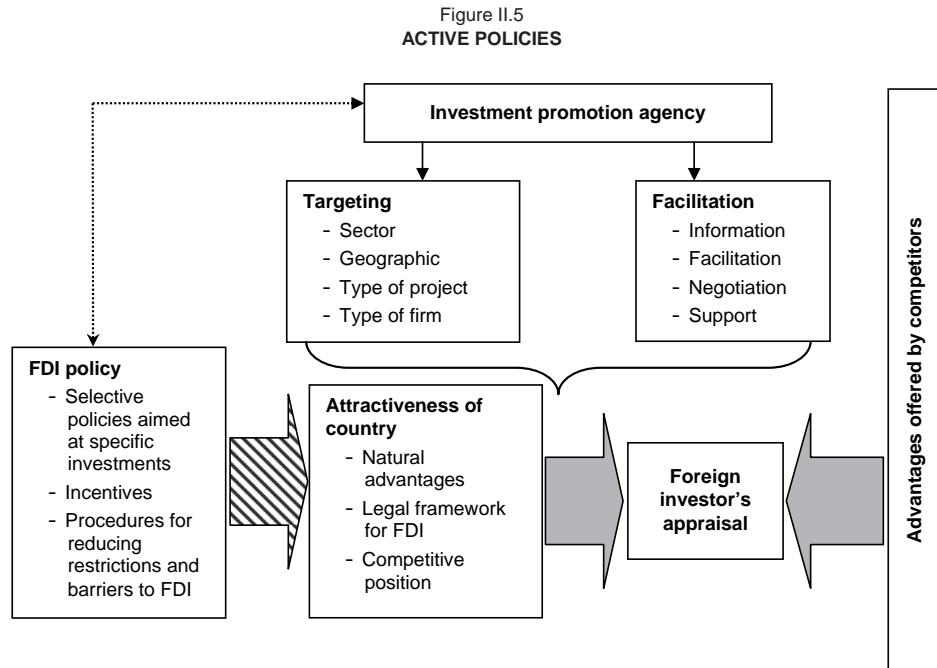 Figure II.5
ACTIVE POLICIES
Investment promotion agency
Targeting
- Sector
- Geographic
- Type of project
- Type of firm
Facilitation
- Information
- Facilitation
- Negotiation
- Support
FDI policy
- Selective
policies aimed
at specific
investments
- Incentives
- Procedures for
reducing
restrictions and
barriers to FDI
Attractiveness of
country
- Natural
advantages
- Legal framework
for FDI
- Competitive
position
Foreign
investor's
appraisal
Advantages offered by competitors